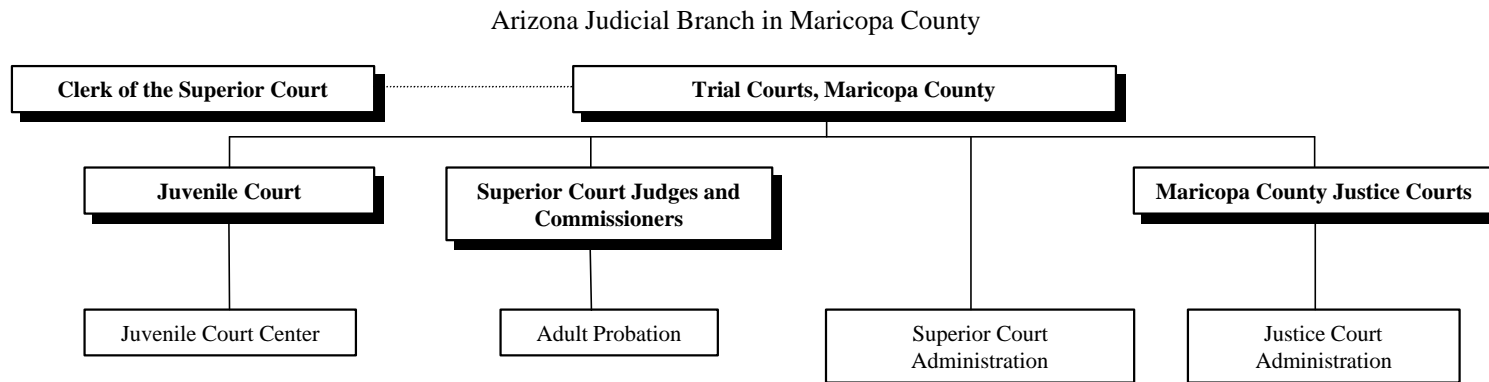 Arizona Judicial Branch in Maricopa County
Clerk of the Superior Court
Trial Courts, Maricopa County
Juvenile Court
Superior Court Judges and
Commissioners
Maricopa County Justice Courts
Juvenile Court Center
Adult Probation
Superior Court
Administration
Justice Court
Administration